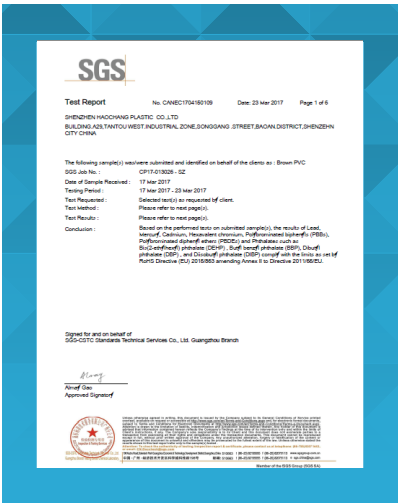 SGS
Test Report No. CANEC1704150109 Date: 23 Mar 2017 Page 1 of 6
SHENZHEN HAOCHANG PLASTIC CO.,LTD
BUILDING.A29,TANTOU WEST.INDUSTRIAL.ZONE,SONGGANG .STREET,BAOAN,DISTRICT,SHENZEHN
CITY CHINA
The following sample(s) was/were submitted and identified on behalf of the clients as : Brown PVC
SGS Job No. : CP17-013026 - SZ
Date of Sample Received : 17 Mar 2017
Testing Period : 17 Mar 2017 - 23 Mar 2017
Test Requested : Selected test(s) as requested by client.
Test Method : Please refer to next page(s).
Test Results : Please refer to next page(s).
Conclusion : Based on the performed tests on submitted sample(s), the results of Lead,
Mercury, Cadmium, Hexavalent chromium, Polybrominated biphenyls (PBBs),
Polybrominated diphenyl ethers (PBDEs) and Phthalates such as
Bis(2-ethylhexyl) phthalate (DEHP) , Butyl benzyl phthalate (BBP), Dibutyl
phthalate (DBP) , and Diisobutyl phthalate (DIBP) comply with the limits as set by
RoHS Directive (EU) 2015/863 amending Annex II to Directive 2011/65/EU.
Signed for and on behalf of
SGS-CSTC Standards Technical Services Co., Ltd. Guangzhou Branch
Almay Gao
Approved Signatory
Member of the SGS Group (SGS SA)